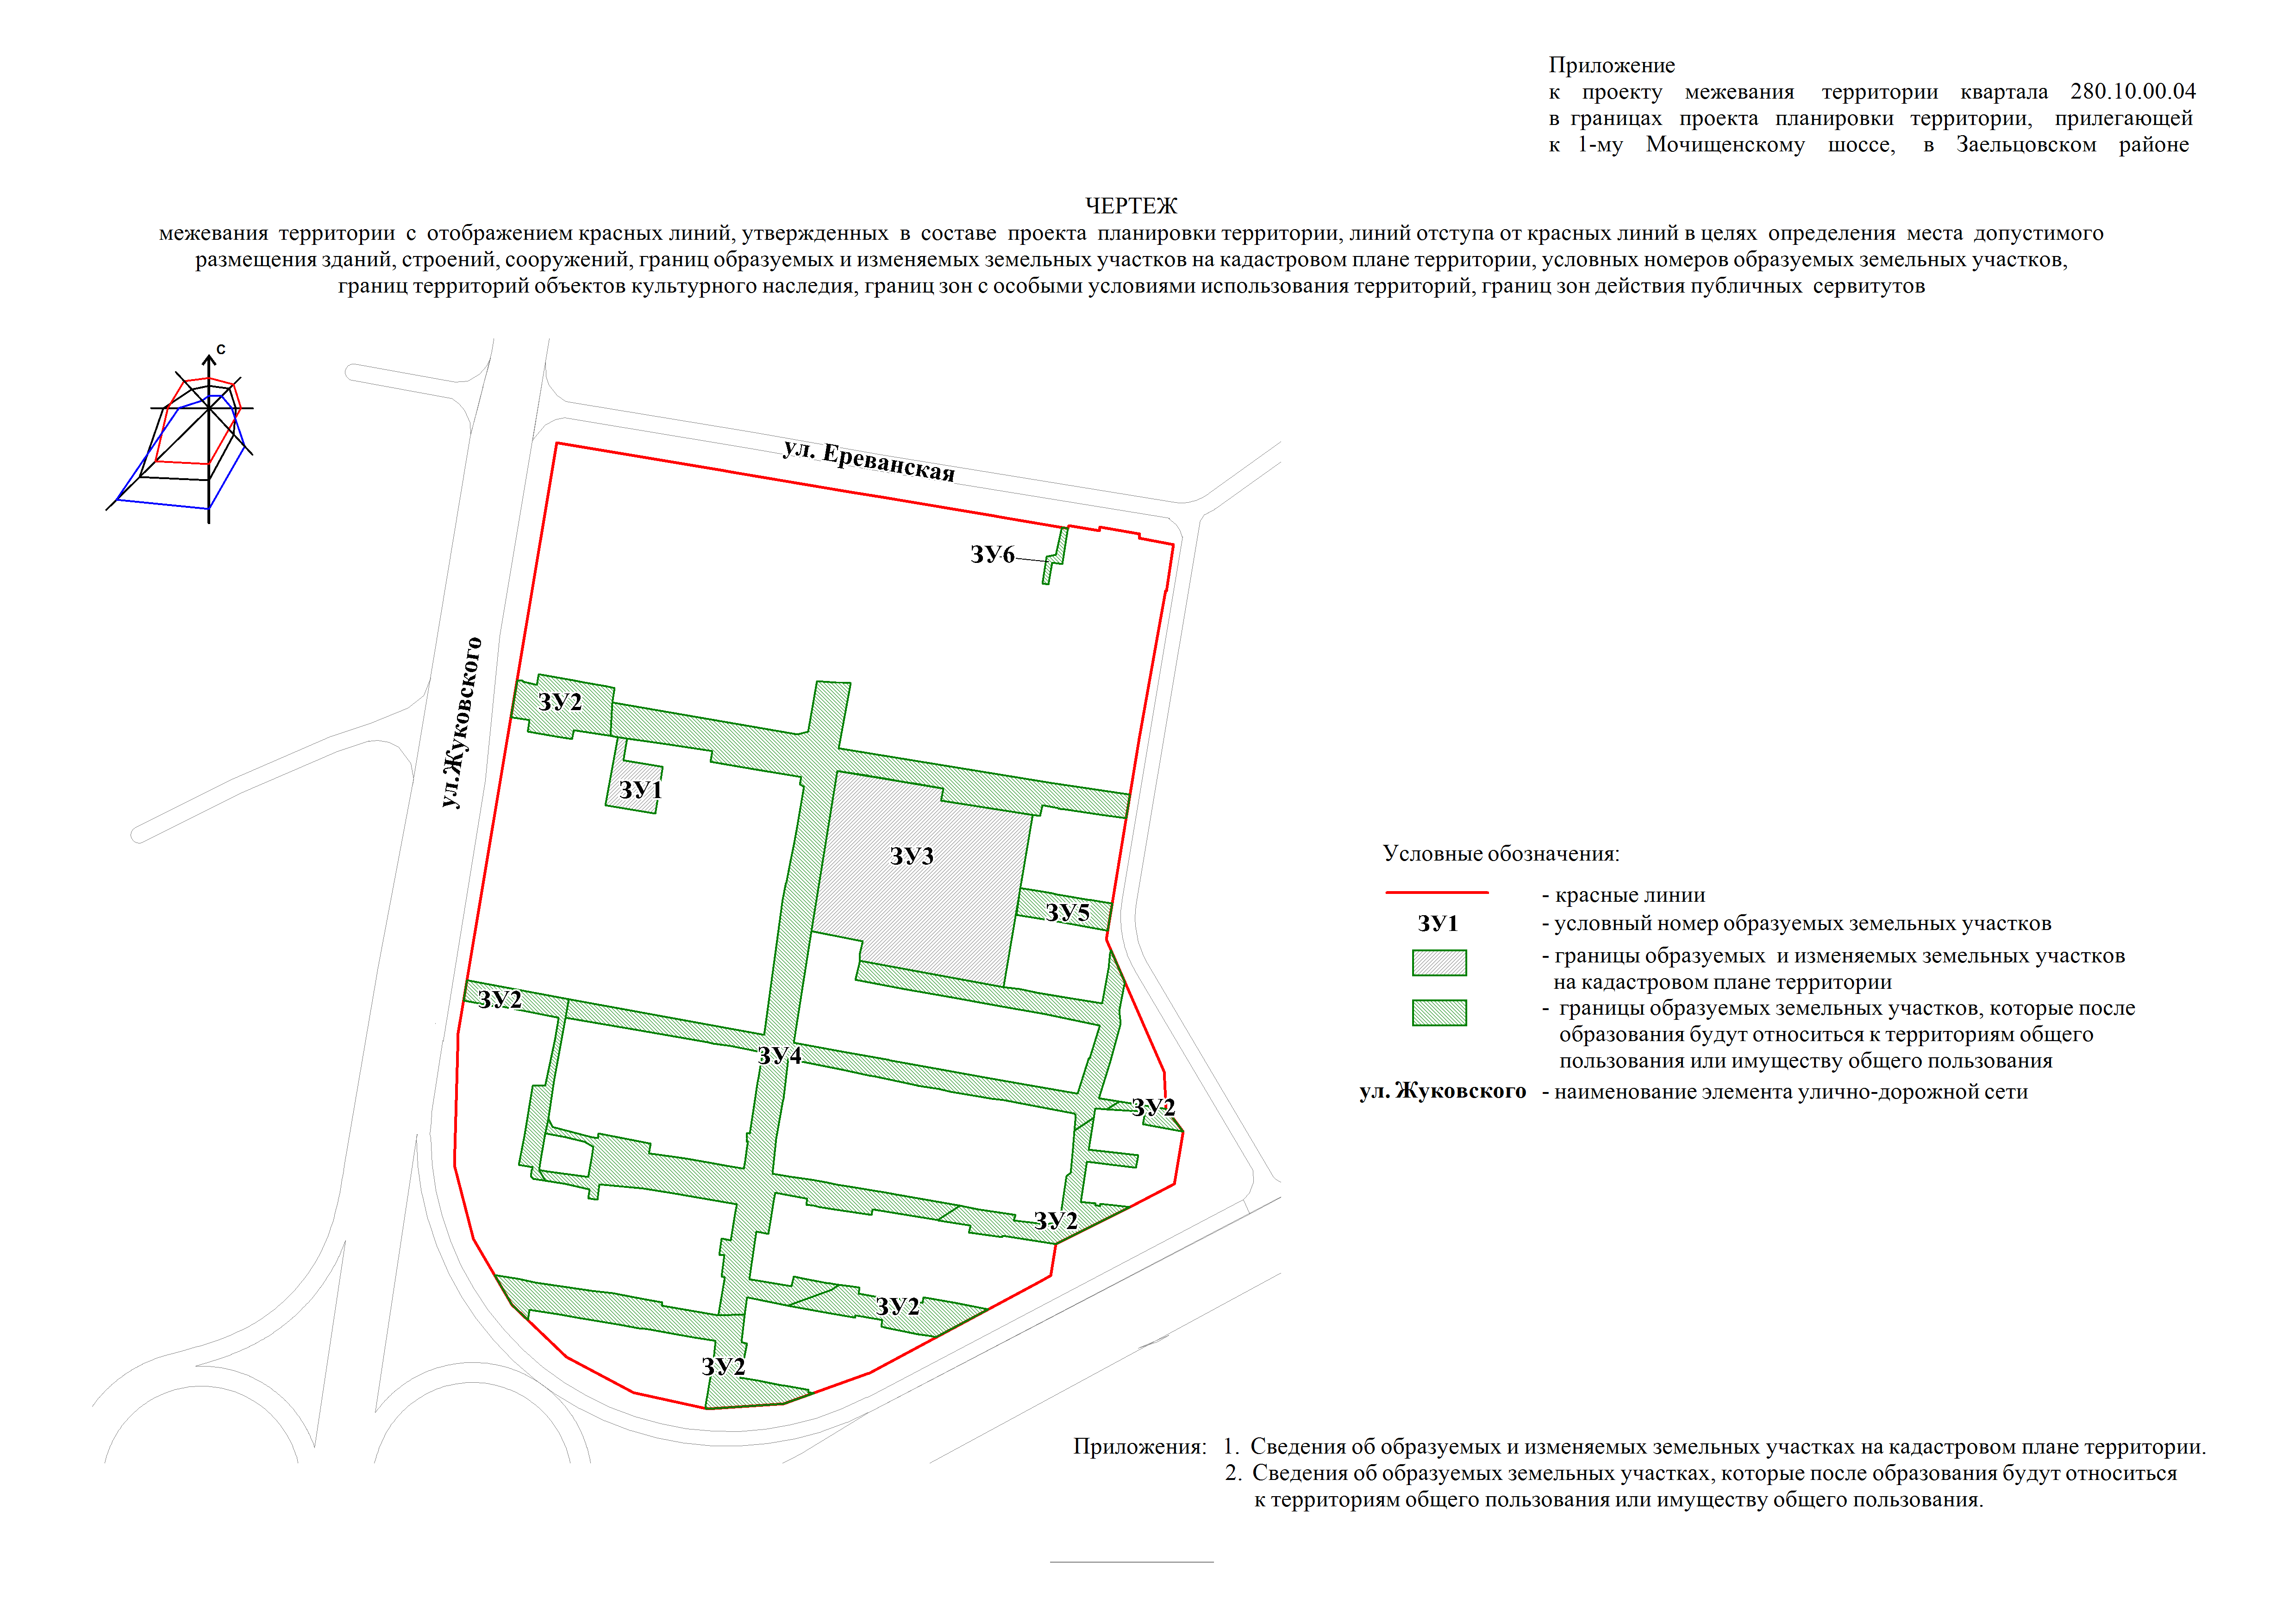 Приложение
к проекту межевания территории квартала 280.10.00.04
в границах проекта планировки территории, прилегающей
к 1-му Мочищенскому шоссе, в Заельцовском районе
ЧЕРТЕЖ
межевания территории с отображением красных линий, утвержденных в составе проекта планировки территории, линий отступа от красных линий в целях определения места допустимого
размещения зданий, строений, сооружений, границ образуемых и изменяемых земельных участков на кадастровом плане территории, условных номеров образуемых земельных участков,
границ территорий объектов культурного наследия, границ зон с особыми условиями использования территорий, границ зон действия публичных сервитутов
С
ул. Ереванская
ЗУ6
ул.Жуковского
ЗУ2
ЗУ1
ЗУ3
ЗУ5
ЗУ2
ЗУ4
ЗУ2
ЗУ2
ЗУ2
ЗУ2
Условные обозначения:
- красные линии
ЗУ1 - условный номер образуемых земельных участков
- границы образуемых и изменяемых земельных участков
на кадастровом плане территории
- границы образуемых земельных участков, которые после
образования будут относиться к территориям общего
пользования или имуществу общего пользования
ул. Жуковского - наименование элемента улично-дорожной сети
Приложения: 1. Сведения об образуемых и изменяемых земельных участках на кадастровом плане территории.
2. Сведения об образуемых земельных участках, которые после образования будут относиться
к территориям общего пользования или имуществу общего пользования.